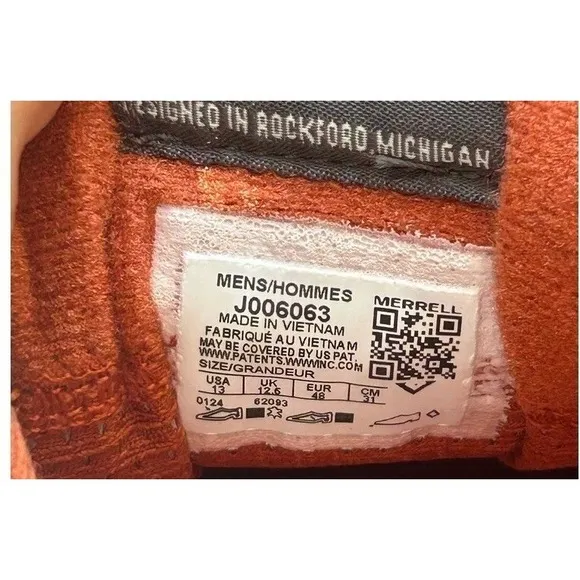 DESIGNED IN ROCKFORD, MICHIGAN
MENS/HOMMES
J006063
MERRELL
MADE IN VIETNAM
FABRIQUÉ AU VIETNAM
MAY BE COVERED BY US PAT.
WWW.PATENTS.WWWINC.COM
SIZE/GRANDEUR
USA UK EUR CM
13 12.5 48 31
0124 62093